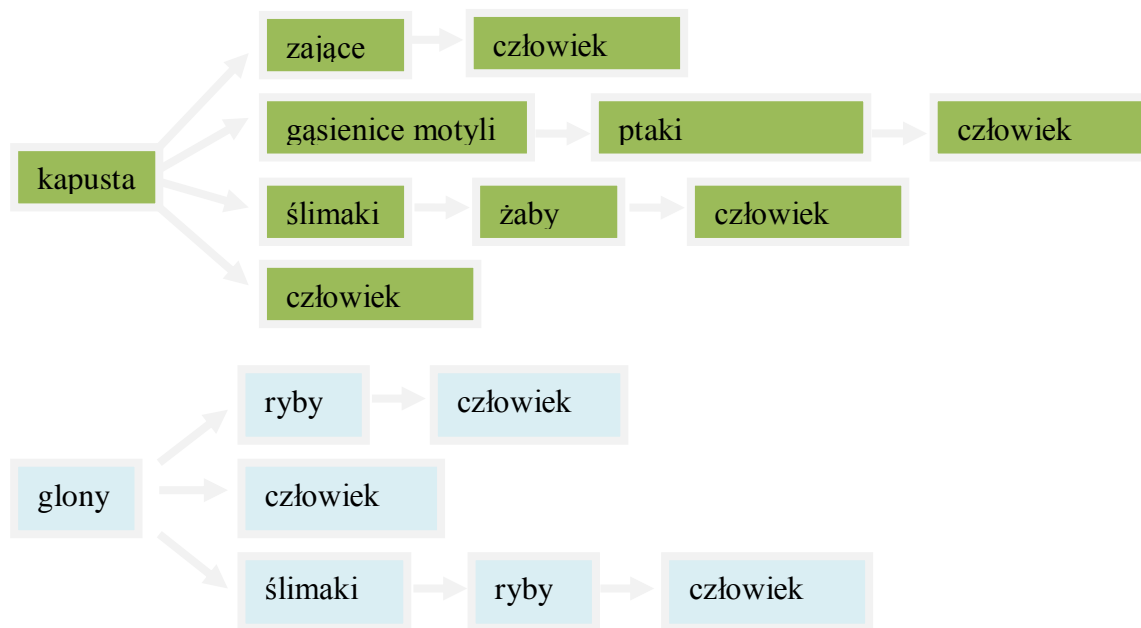 zające człowiek
gąsienice motyli ptaki człowiek
kapusta
ślimaki żaby człowiek
człowiek
ryby człowiek
glony człowiek
ślimaki ryby człowiek